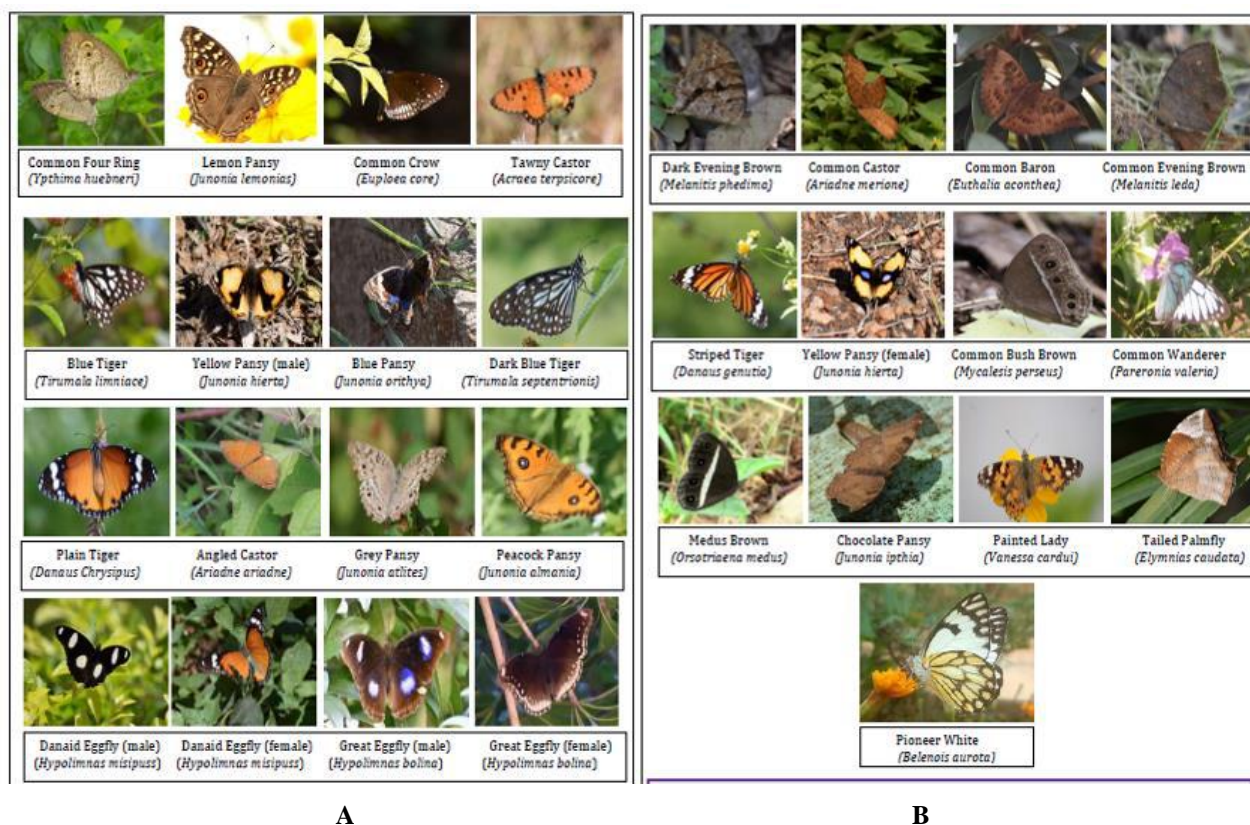 Common Four Ring Lemon Pansy Common Crow Tawny Castor
(Ypthima huebneri) (Junonia lemonias) (Euploea core) (Acraea terpsicore)
Blue Tiger Yellow Pansy (male) Blue Pansy Dark Blue Tiger
(Tirumala limniace) (Junonia hierta) (Junonia orithya) (Tirumala septentrionis)
Plain Tiger Angled Castor Grey Pansy Peacock Pansy
(Danaus Chrysipus) (Ariadne ariadne) (Junonia atlites) (Junonia almania)
Danaid Eggfly (male) Danaid Eggfly (female) Great Eggfly (male) Great Eggfly (female)
(Hypolimnas misipuss) (Hypolimnas misipuss) (Hypolimnas bolina) (Hypolimnas bolina)
A
Dark Evening Brown Common Castor Common Baron Common Evening Brown
(Melanitis phedima) (Ariadne merione) (Euthalia aconthea) (Melanitis leda)
Striped Tiger Yellow Pansy (female) Common Bush Brown Common Wanderer
(Danaus genutia) (Junonia hierta) (Mycalesis perseus) (Pareronia valeria)
Medus Brown Chocolate Pansy Painted Lady Tailed Palmfly
(Orsotriaena medus) (Junonia ipthia) (Vanessa cardui) (Elymnias caudata)
Pioneer White
(Belenois aurota)
B